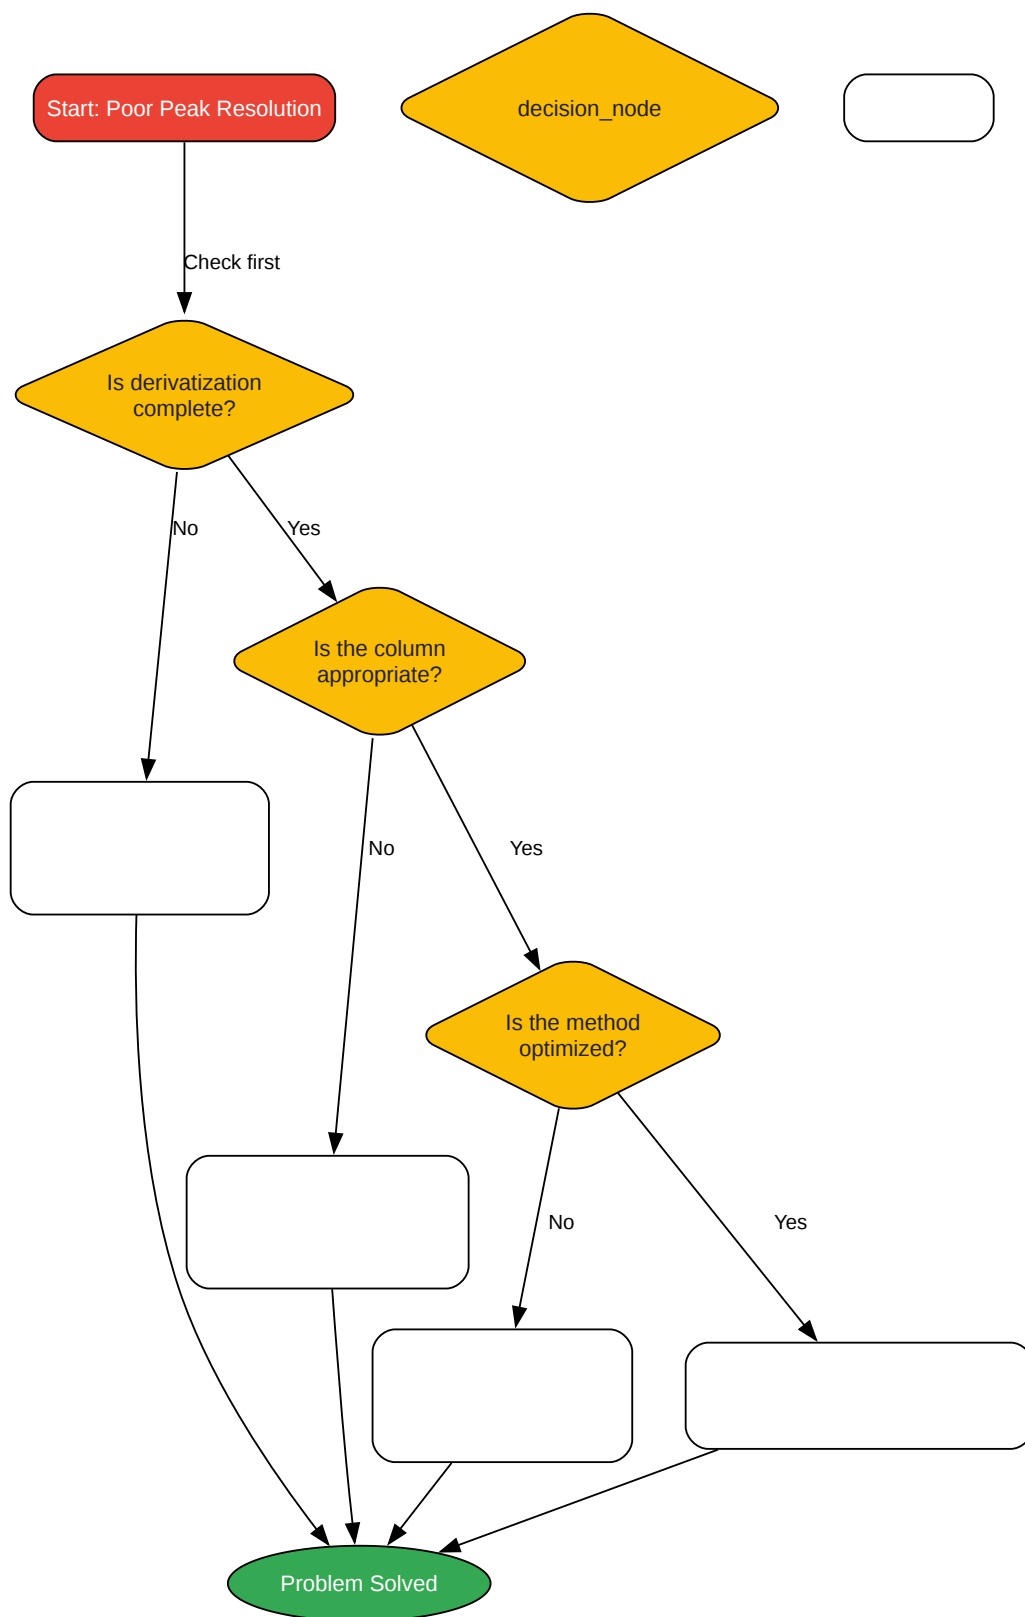 Start: Poor Peak Resolution
decision_node
Check first
Is derivatization
complete?
No
Yes
Is the column
appropriate?
No
Yes
Is the method
optimized?
No
Yes
Problem Solved